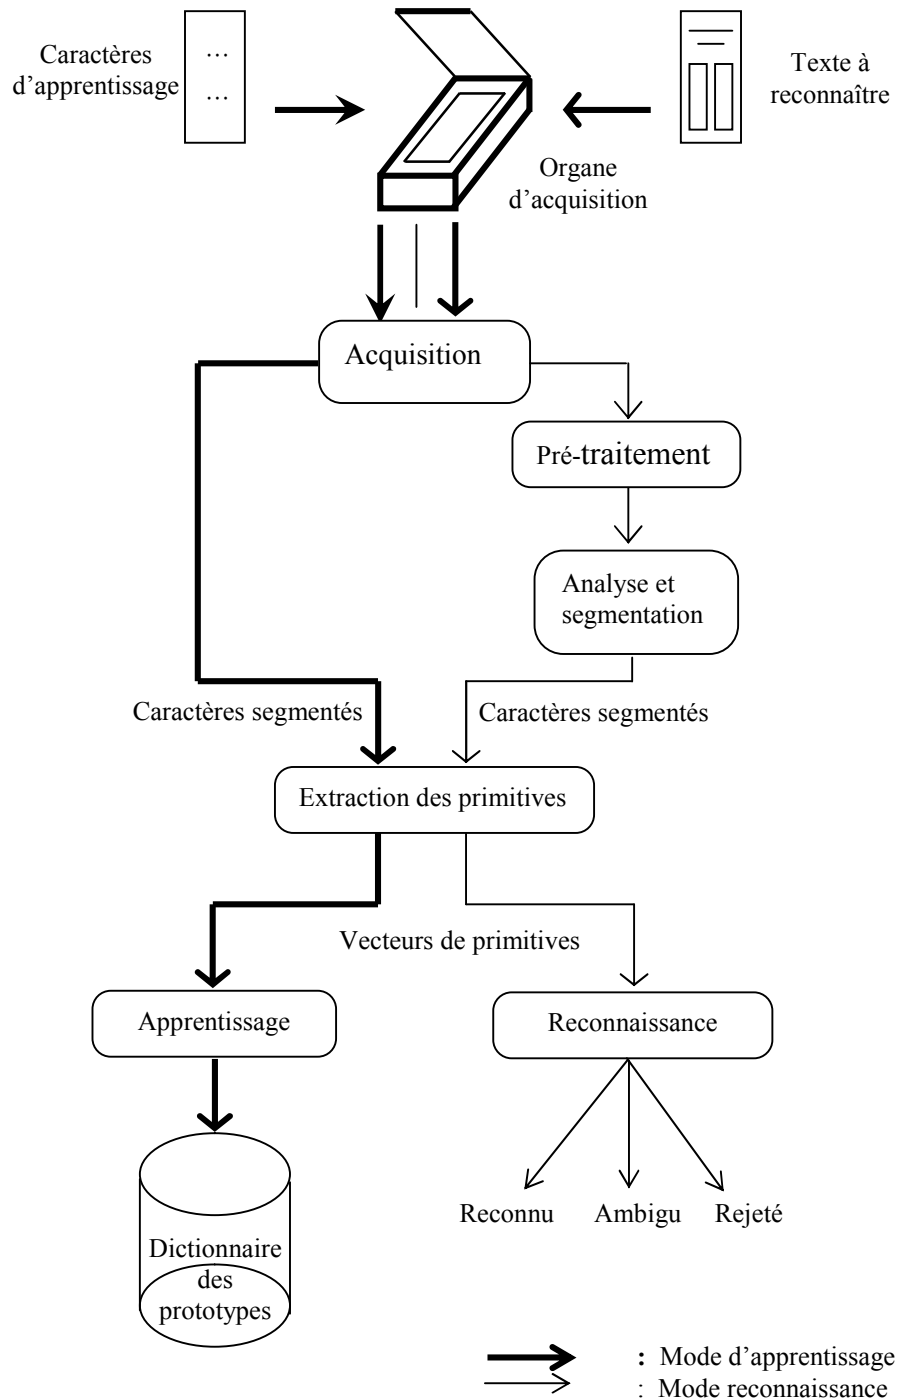 Caractères
d’apprentissage
…
…
Texte à
reconnaître
Organe
d’acquisition
Acquisition
Pré-traitement
Analyse et
segmentation
Caractères segmentés
Caractères segmentés
Extraction des primitives
Vecteurs de primitives
Apprentissage
Reconnaissance
Reconnu
Ambigu
Rejeté
Dictionnaire
des
prototypes
: Mode d’apprentissage
: Mode reconnaissance